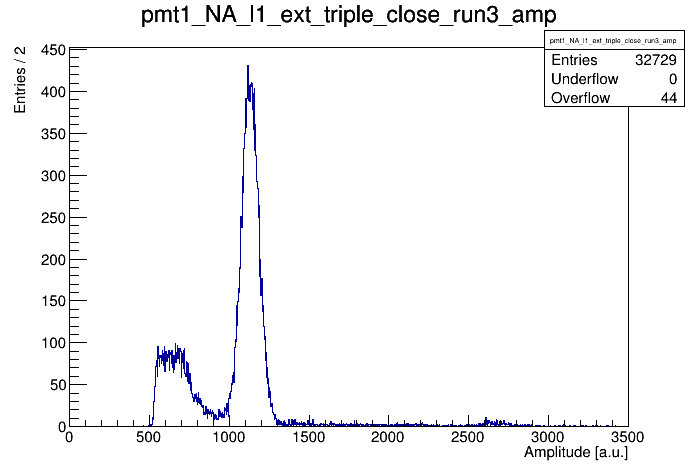 pmt1_NA_l1_ext_triple_close_run3_amp
pmt1_NA_l1_ext_triple_close_run3_amp
Entries 32729
Underflow 0
Overflow 44
Entries / 2
450
400
350
300
250
200
150
100
50
0
0 500 1000 1500 2000 2500 3000 3500
Amplitude [a.u.]